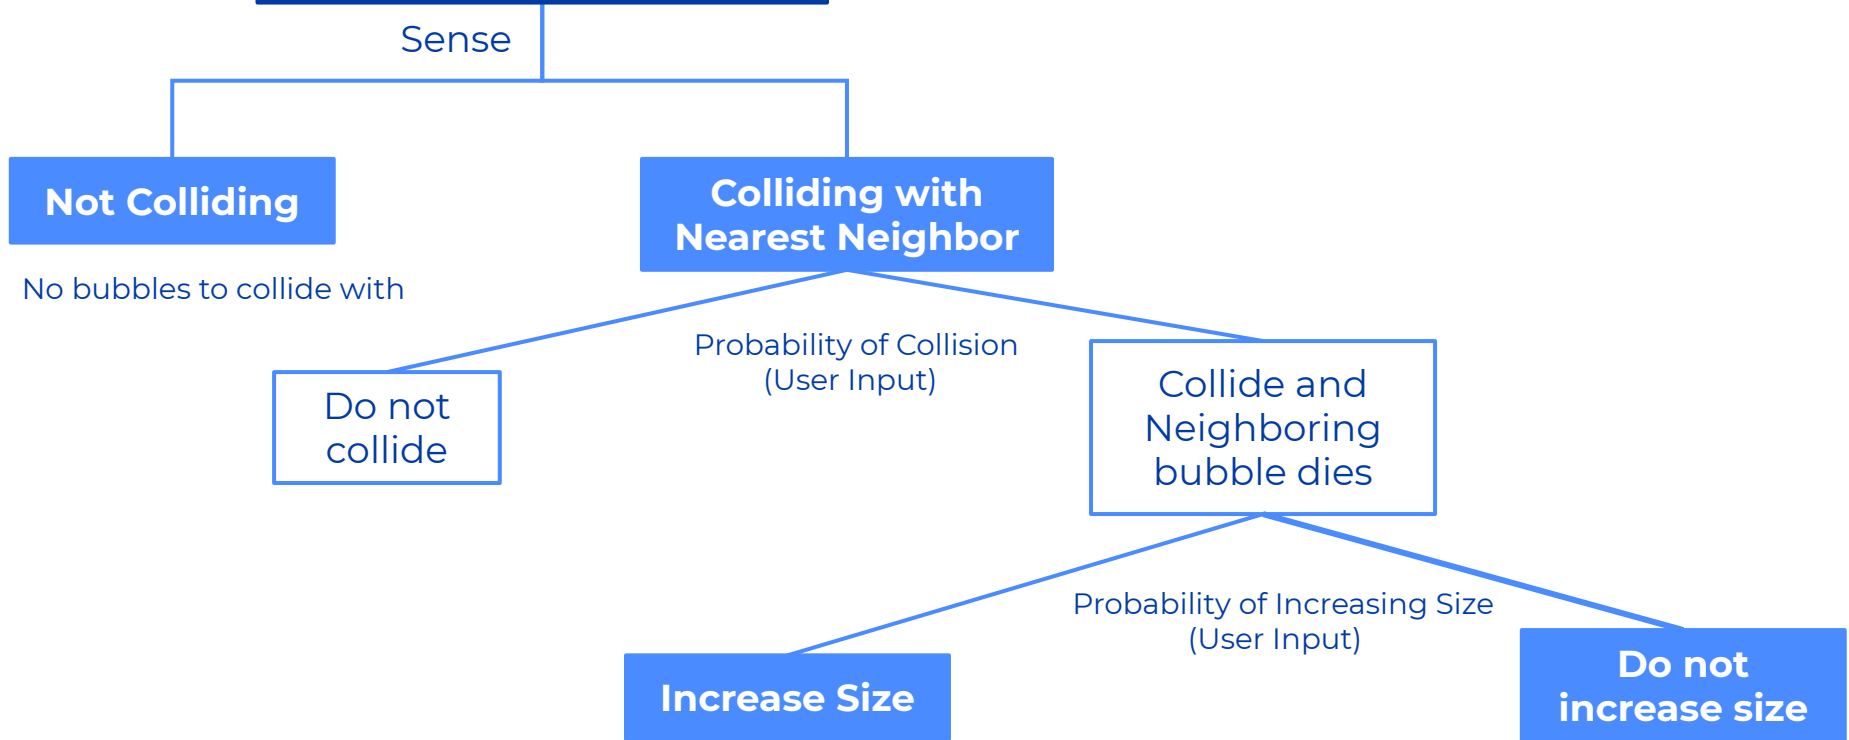 Sense
Not Colliding
Colliding with
Nearest Neighbor
No bubbles to collide with
Probability of Collision
(User Input)
Do not
collide
Collide and
Neighboring
bubble dies
Probability of Increasing Size
(User Input)
Increase Size
Do not
increase size